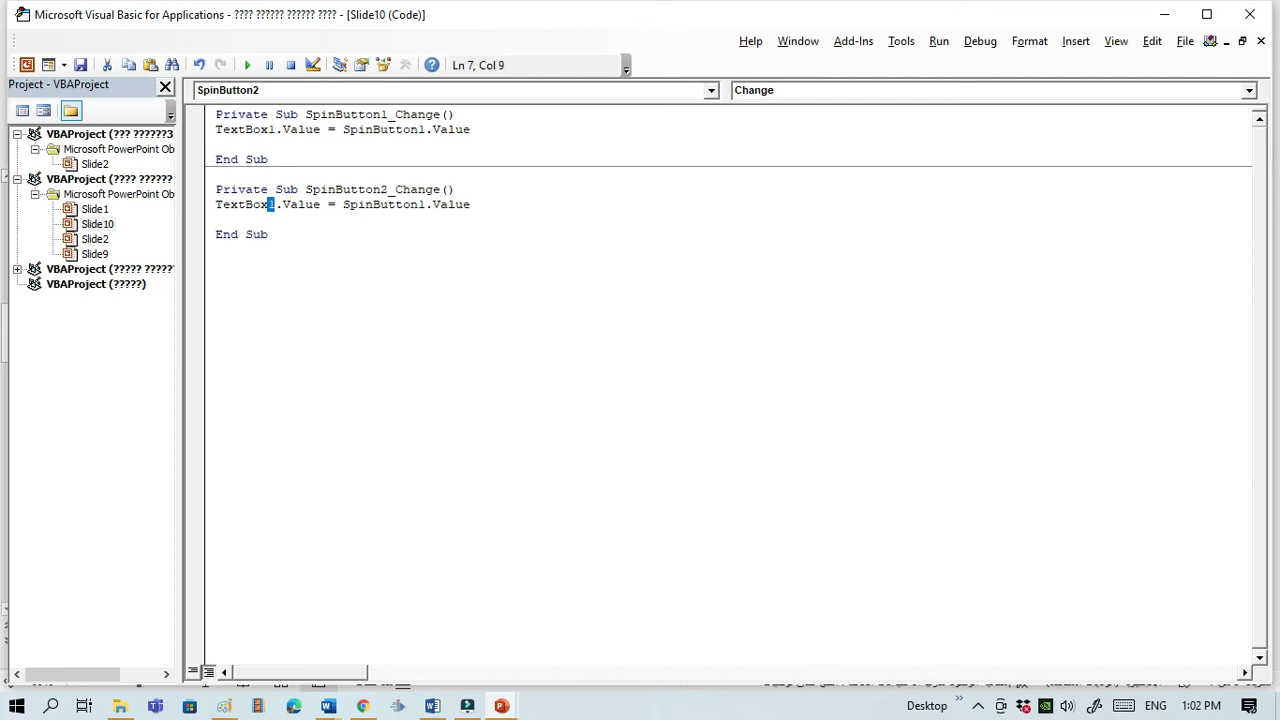 Microsoft Visual Basic for Applications - ???? ?????? ?????? ???? - [Slide10 (Code)]
Help Window Add-Ins Tools Run Debug Format Insert View Edit File
Ln 7, Col 9
Project - VBAProject
SpinButton2 Change
VBAProject (??? ??????3
Microsoft PowerPoint Ob
Slide2
VBAProject (???? ??????
Microsoft PowerPoint Ob
Slide1
Slide10
Slide2
Slide9
VBAProject (????? ?????
VBAProject (?????)
Private Sub SpinButton1_Change()
TextBox1.Value = SpinButton1.Value
End Sub
Private Sub SpinButton2_Change()
TextBox1.Value = SpinButton1.Value
End Sub
Desktop ENG 1:02 PM